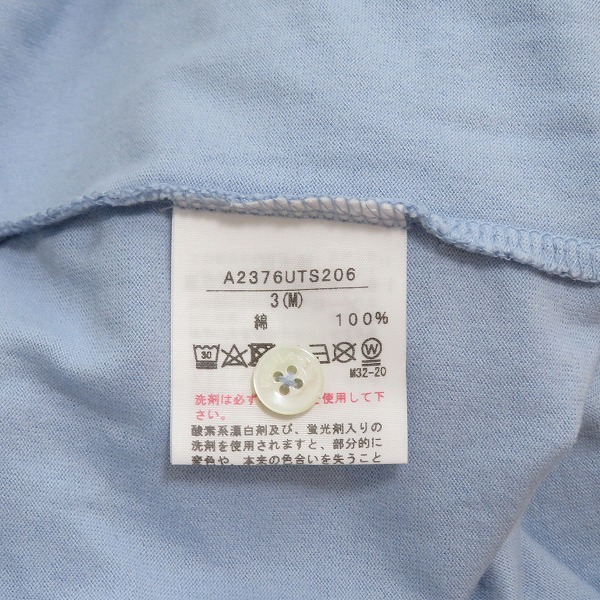 A2376UTS206
3(M)
綿 100%
30 W
M32-20
洗剤は必ず 使用して下
さい。
酸素系漂白剤及び、蛍光剤入りの
洗剤を使用されますと、部分的に
変色や、本来の色合いを失うこと